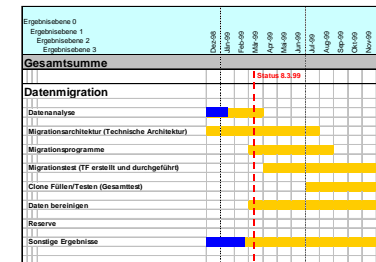 Ergebnisebene 0
Ergebnisebene 1
Ergebnisebene 2
Ergebnisebene 3
Dez-98
Jän-99
Feb-99
Mär-99
Apr-99
Mai-99
Jun-99
Jul-99
Aug-99
Sep-99
Okt-99
Nov-99
Gesamtsumme
Status 8.3.99
Datenmigration
Datenanalyse
Migrationsarchitektur (Technische Architektur)
Migrationsprogramme
Migrationstest (TF erstellt und durchgeführt)
Clone Füllen/Testen (Gesamttest)
Daten bereinigen
Reserve
Sonstige Ergebnisse